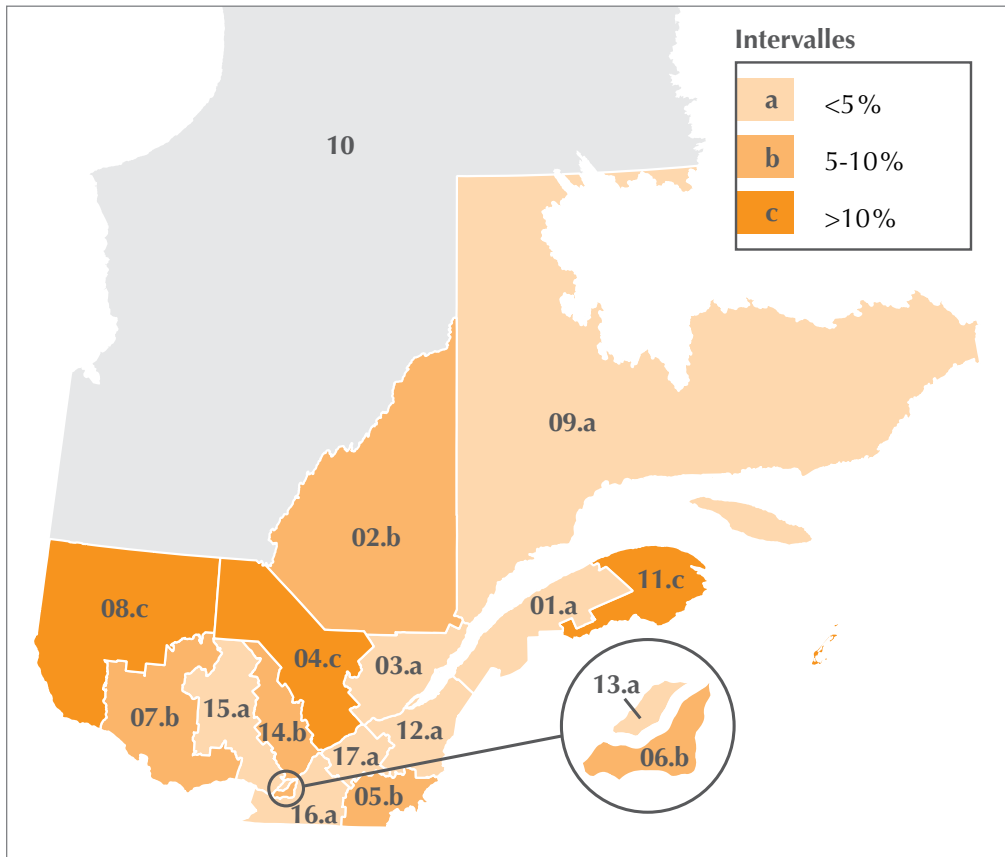 Intervalles
a <5%
b 5-10%
c >10%
10
09.a
02.b
11.c
01.a
08.c
04.c
03.a
13.a
15.a
07.b
14.b
12.a
17.a
06.b
05.b
16.a